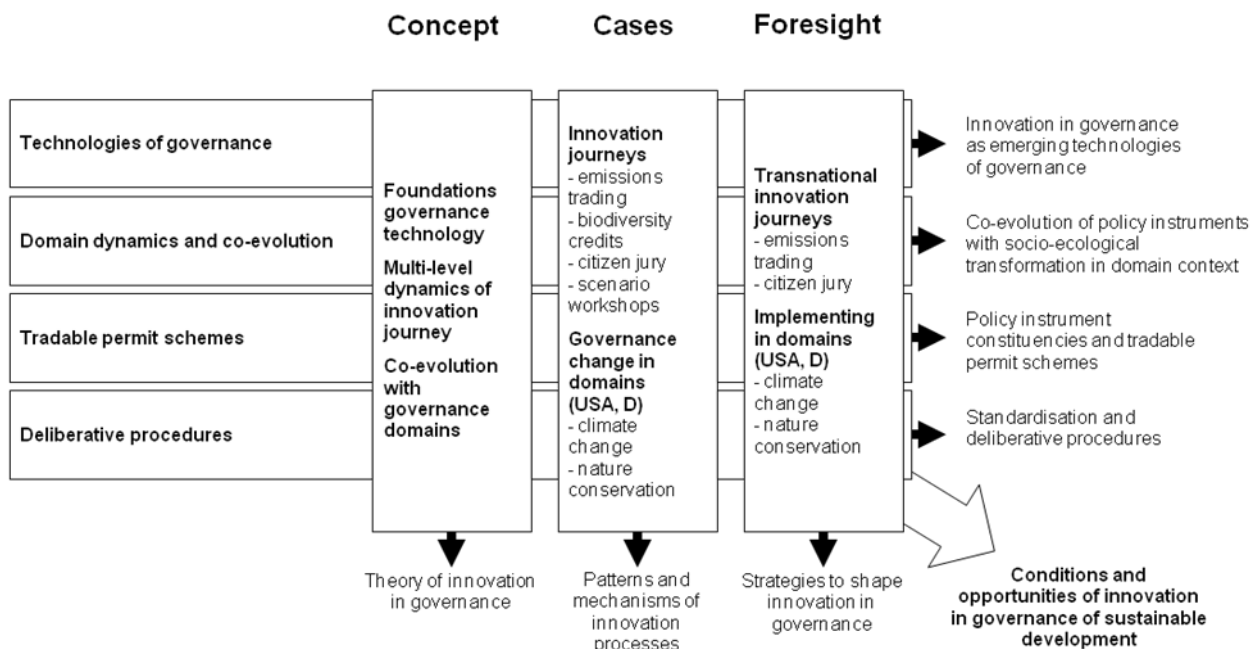 Concept
Cases
Foresight
Technologies of governance
Domain dynamics and co-evolution
Tradable permit schemes
Deliberative procedures
Foundations
governance
technology
Multi-level
dynamics of
innovation
journey
Co-evolution
with
governance
domains
Innovation
journeys
- emissions
trading
- biodiversity
credits
- citizen jury
- scenario
workshops
Governance
change in
domains
(USA, D)
- climate
change
- nature
conservation
Transnational
innovation
journeys
- emissions
trading
- citizen jury
Implementing
in domains
(USA, D)
- climate
change
- nature
conservation
Innovation in governance
as emerging technologies
of governance
Co-evolution of policy instruments
with socio-ecological
transformation in domain context
Policy instrument
constituencies and tradable
permit schemes
Standardisation and
deliberative procedures
Theory of innovation
in governance
Patterns and
mechanisms of
innovation
processes
Strategies to shape
innovation in
governance
Conditions and
opportunities of innovation
in governance of sustainable
development